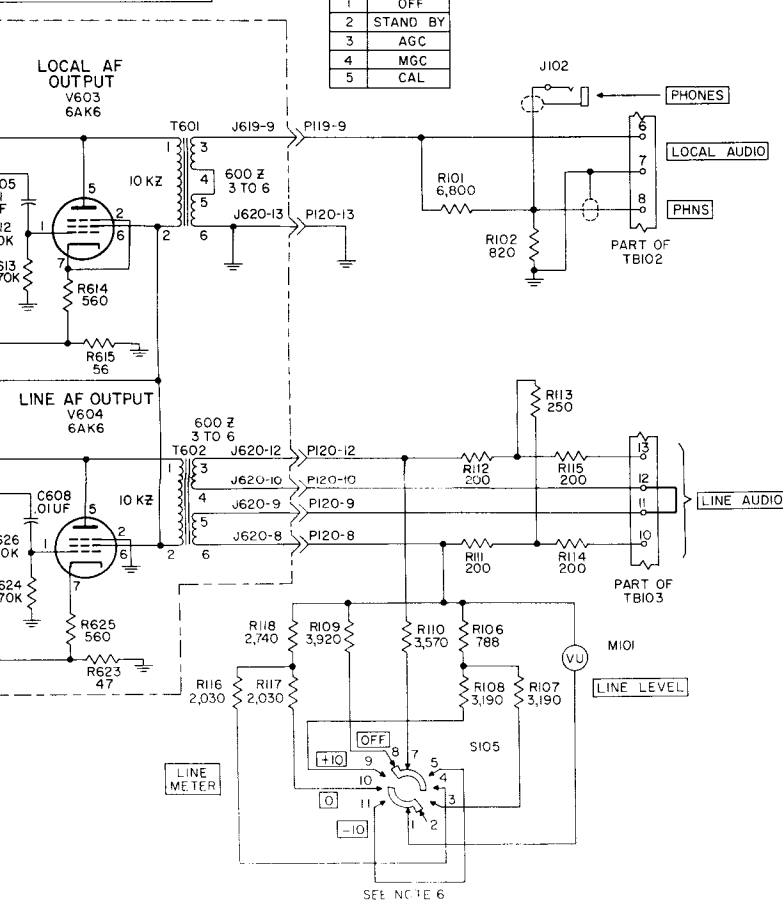 1 OFF
2 STAND BY
3 AGC
4 MGC
5 CAL
LOCAL AF
OUTPUT
V603
6AK6
J102
PHONES
T601
J619-9 P119-9
1 3
6
LOCAL AUDIO
10 KZ
4
600 Z
3 TO 6
7
R101
6,800
5
5
2
J620-13 P120-13
8
PHNS
1
6
2
6
R102
820
PART OF
TB102
7
R614
560
R615
56
LINE AF OUTPUT
V604
6AK6
R113
250
600 Z
3 TO 6
T602
J620-12 P120-12
13
1 3
R112
200
R115
200
J620-10 P120-10
12
C608
.01UF
10 KZ
4
J620-9 P120-9
11
LINE AUDIO
5
5
2
J620-8 P120-8
10
1
6
2
6
R111
200
R114
200
7
PART OF
TB103
R625
560
R118
2,740
R109
3,920
R110
3,570
R106
788
M101
VU
R623
47
R116
2,030
R117
2,030
R108
3,190
R107
3,190
LINE LEVEL
OFF
8 7
S105
+10
9
5
LINE
METER
10
4
0
11
3
-10
1 2
SEE NOTE 6